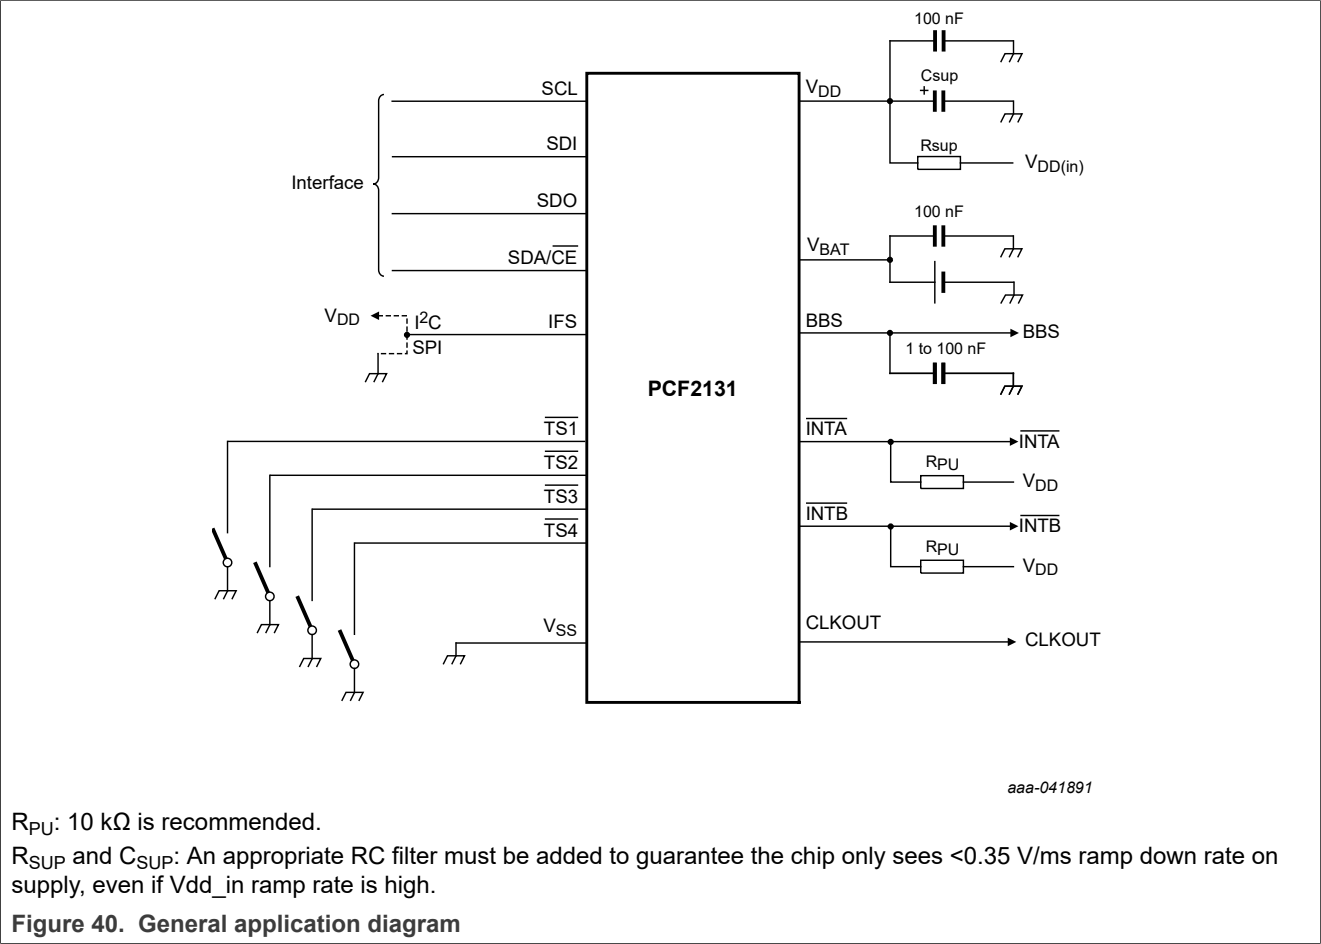 100 nF
Csup
+
VDD
Rsup
VDD(in)
SCL
SDI
Interface
SDO
SDA/CE
100 nF
VBAT
VDD
I2C
SPI
IFS
BBS
BBS
1 to 100 nF
PCF2131
TS1
TS2
TS3
TS4
INTA
INTA
RPU
VDD
INTB
INTB
RPU
VDD
VSS
CLKOUT
CLKOUT
aaa-041891
RPU: 10 kΩ is recommended.
RSUP and CSUP: An appropriate RC filter must be added to guarantee the chip only sees <0.35 V/ms ramp down rate on
supply, even if Vdd_in ramp rate is high.
Figure 40. General application diagram